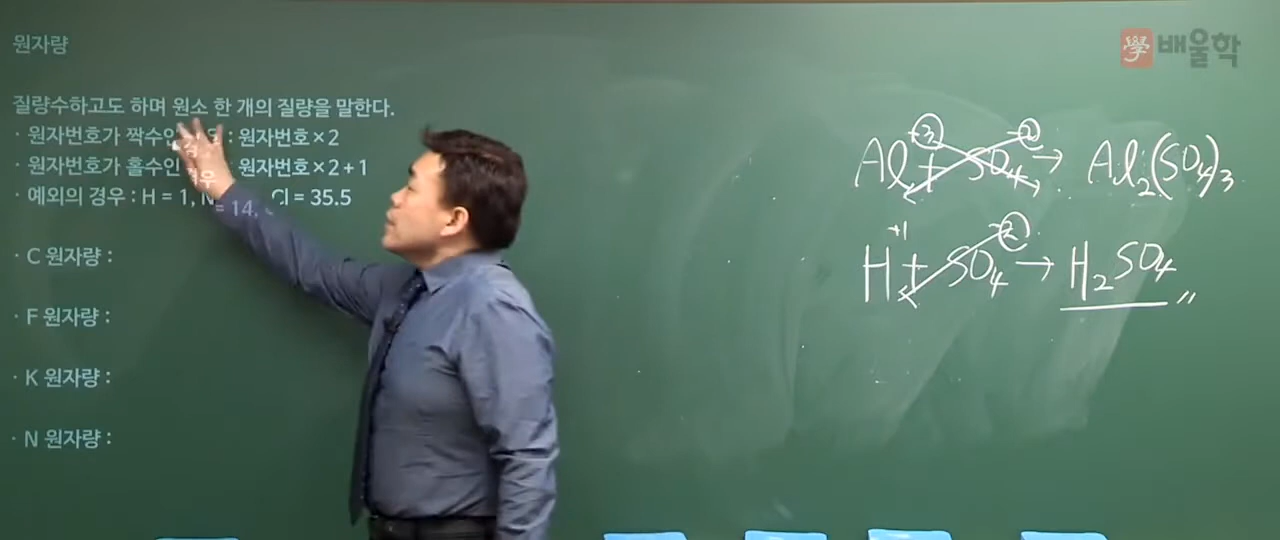 원자량
學 배울학
질량수하고도 하며 원소 한 개의 질량을 말한다.
· 원자번호가 짝수인 : 원자번호×2
· 원자번호가 홀수인 경우 원자번호×2+1
· 예외의 경우 : H = 1, N = 14, Cl = 35.5
· C 원자량 :
· F 원자량 :
· K 원자량 :
· N 원자량 :
Al + SO4 → Al2(SO4)3
H + SO4 → H2SO4